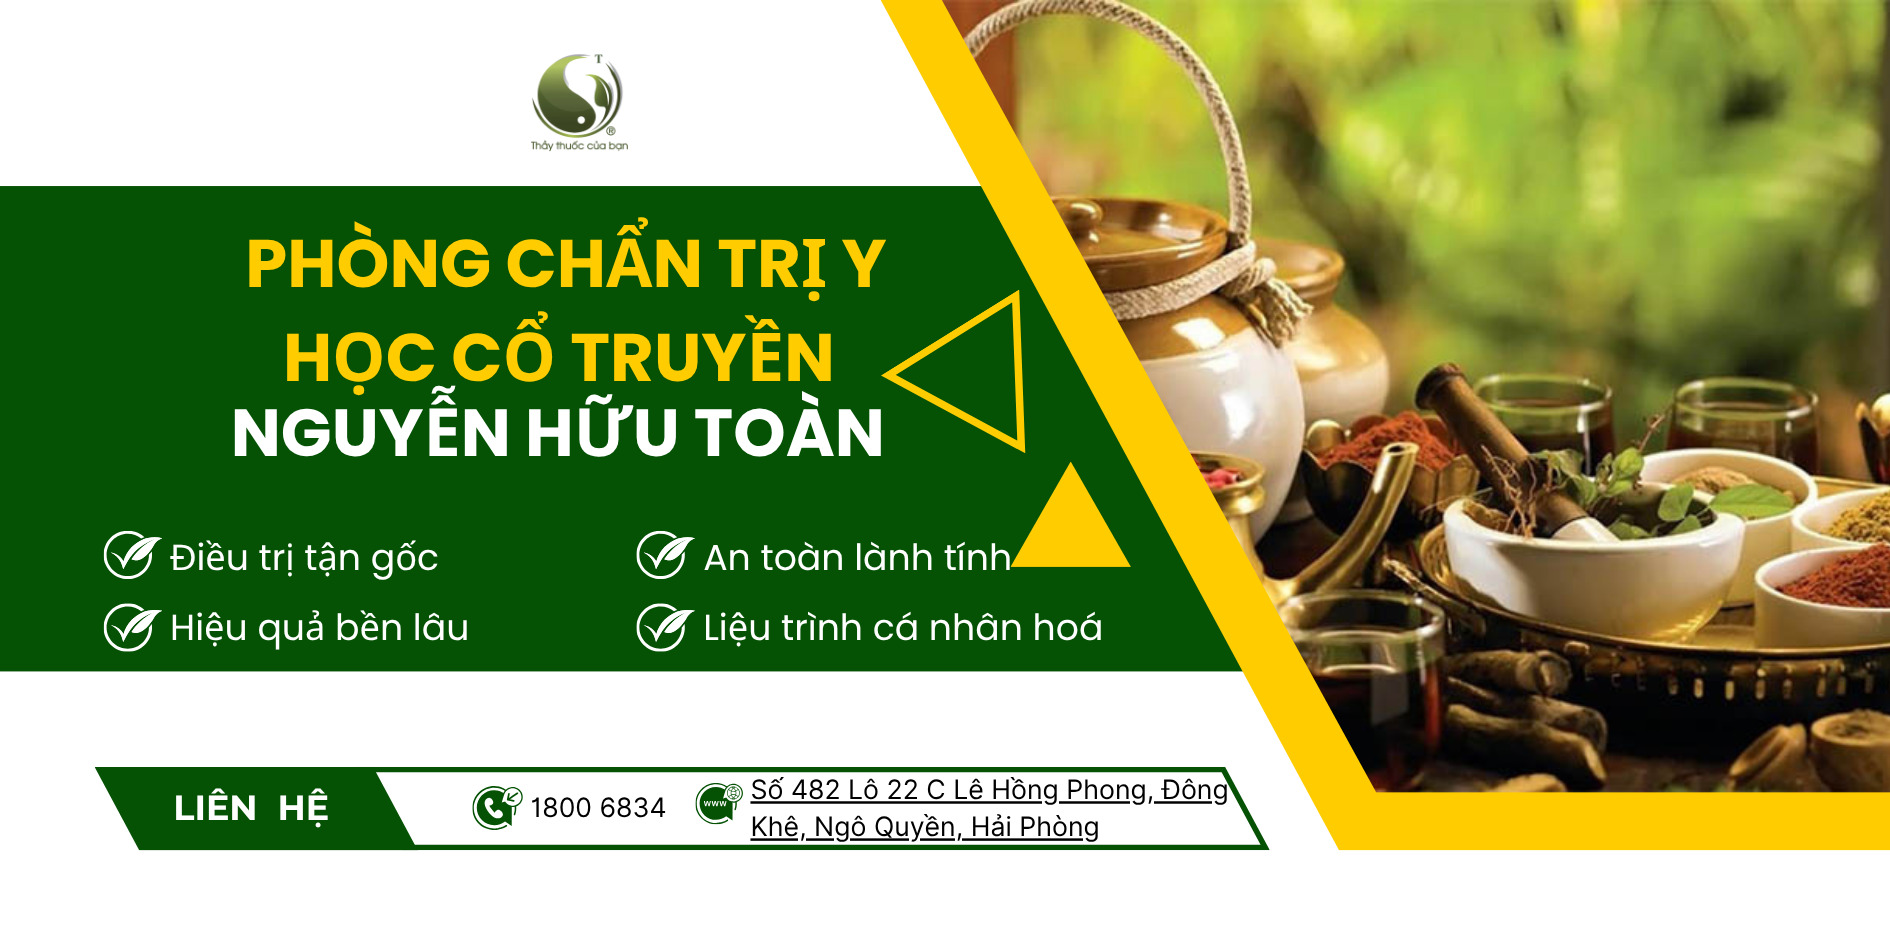 T
®
Thầy thuốc của bạn
PHÒNG CHẨN TRỊ Y
HỌC CỔ TRUYỀN
NGUYỄN HỮU TOÀN
Điều trị tận gốc
An toàn lành tính
Hiệu quả bền lâu
Liệu trình cá nhân hoá
LIÊN HỆ
1800 6834
www
Số 482 Lô 22 C Lê Hồng Phong, Đông
Khê, Ngô Quyền, Hải Phòng